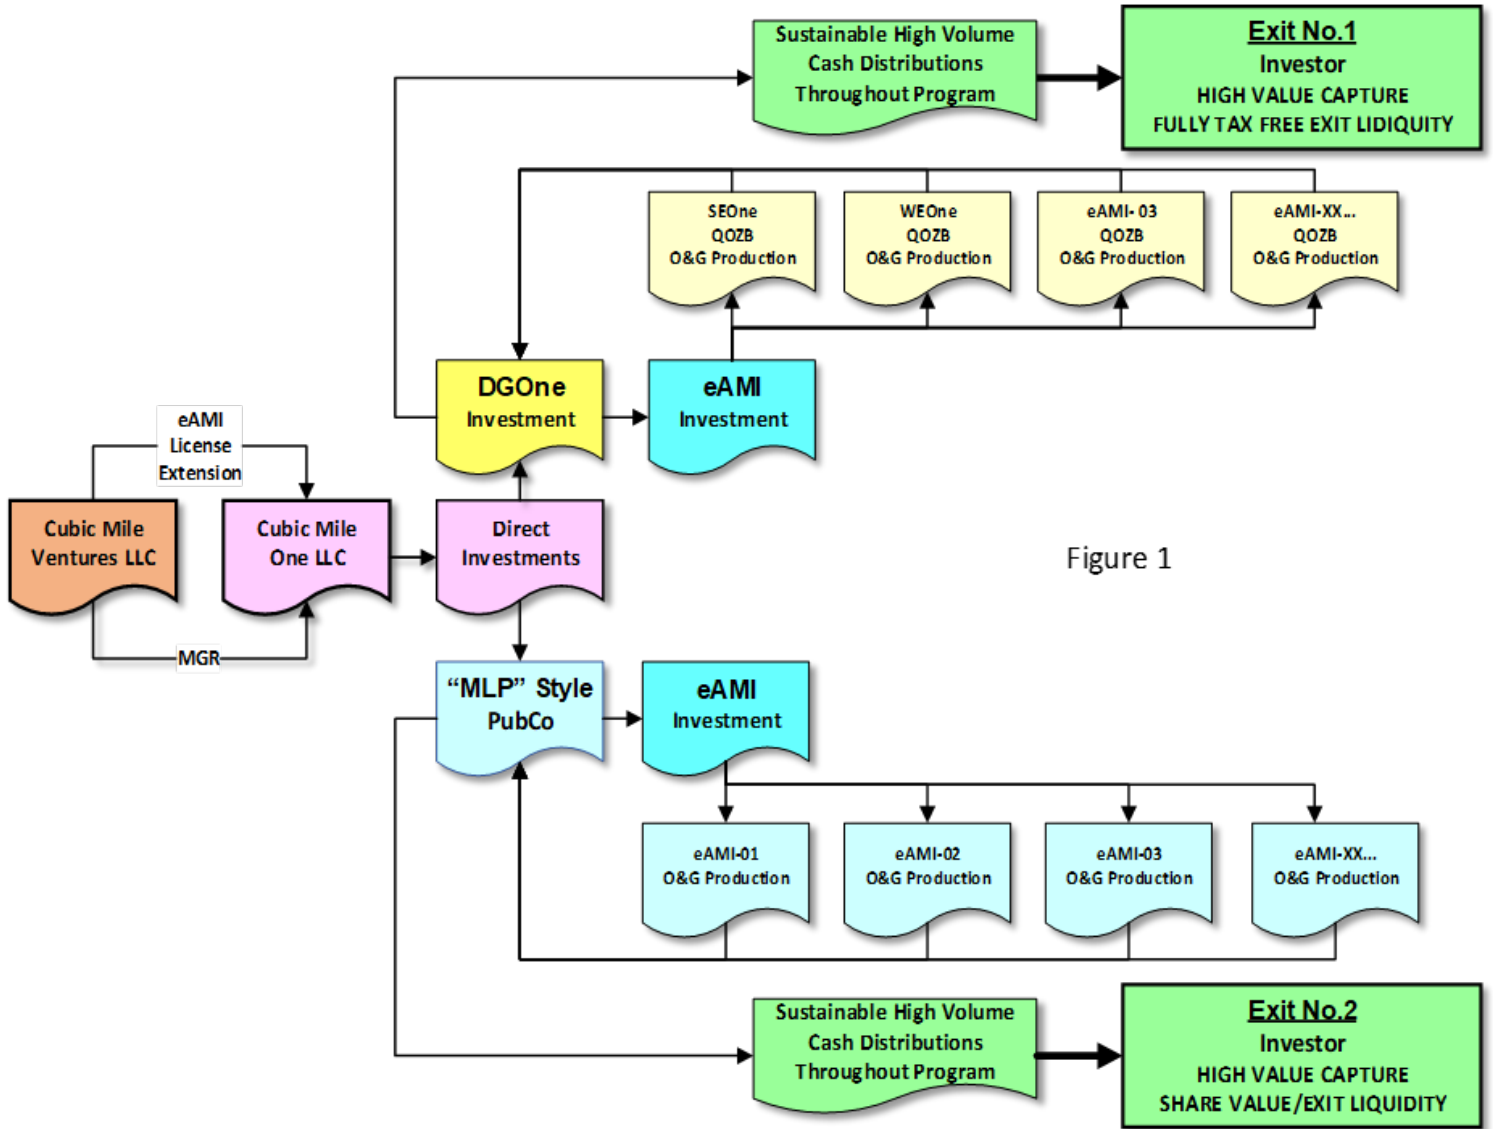 Sustainable High Volume
Cash Distributions
Throughout Program
Exit No.1
Investor
HIGH VALUE CAPTURE
FULLY TAX FREE EXIT LIDIQUITY
SEOne
QOZB
O&G Production
WEOne
QOZB
O&G Production
eAMI- 03
QOZB
O&G Production
eAMI-XX...
QOZB
O&G Production
DGOne
Investment
eAMI
Investment
eAMI
License
Extension
Cubic Mile
Ventures LLC
Cubic Mile
One LLC
Direct
Investments
Figure 1
MGR
“MLP” Style
PubCo
eAMI
Investment
eAMI-01
O&G Production
eAMI-02
O&G Production
eAMI-03
O&G Production
eAMI-XX...
O&G Production
Sustainable High Volume
Cash Distributions
Throughout Program
Exit No.2
Investor
HIGH VALUE CAPTURE
SHARE VALUE/EXIT LIQUIDITY